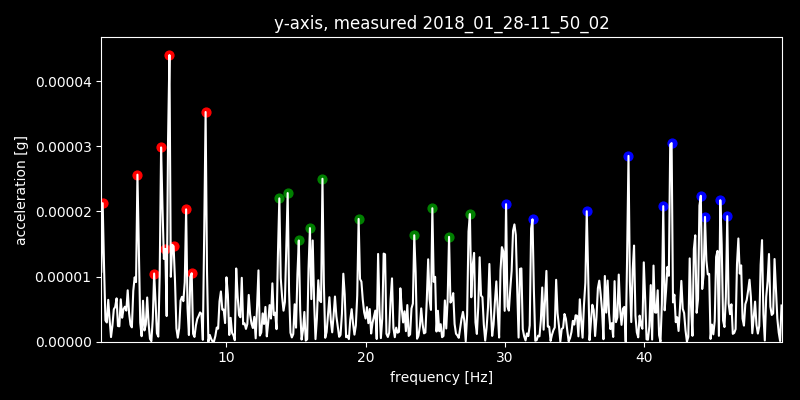 y-axis, measured 2018_01_28-11_50_02
0.00004
0.00003
0.00002
0.00001
0.00000
acceleration [g]
10 20 30 40
frequency [Hz]